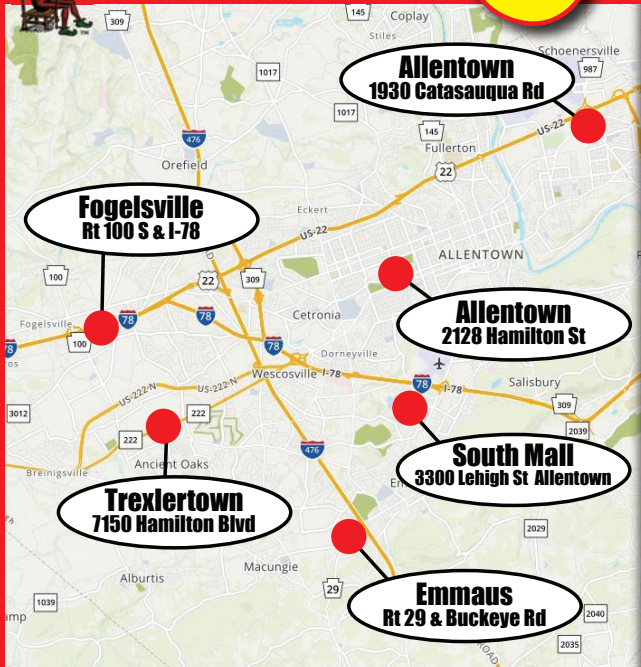 309
145
Coplay
Stiles
Schoenersville
987
Allentown
1930 Catasauqua Rd
1017
1017
145
US-22
Fullerton
476
22
Orefield
Fogelsville
Rt 100 S & I-78
Eckert
US-22
ALLENTOWN
100
22
309
Allentown
2128 Hamilton St
Cetronia
Fogelsville
78
78
100
78
78
Dorneyville
Wescosville
I-78
78
I-78
Salisbury
US-222 N
US-222 N
309
3012
222
2039
222
South Mall
3300 Lehigh St Allentown
476
Ancient Oaks
Breinigsville
Trexlertown
7150 Hamilton Blvd
2029
Macungie
Alburtis
29
Emmaus
Rt 29 & Buckeye Rd
1039
2040
2035
ROAD
TM